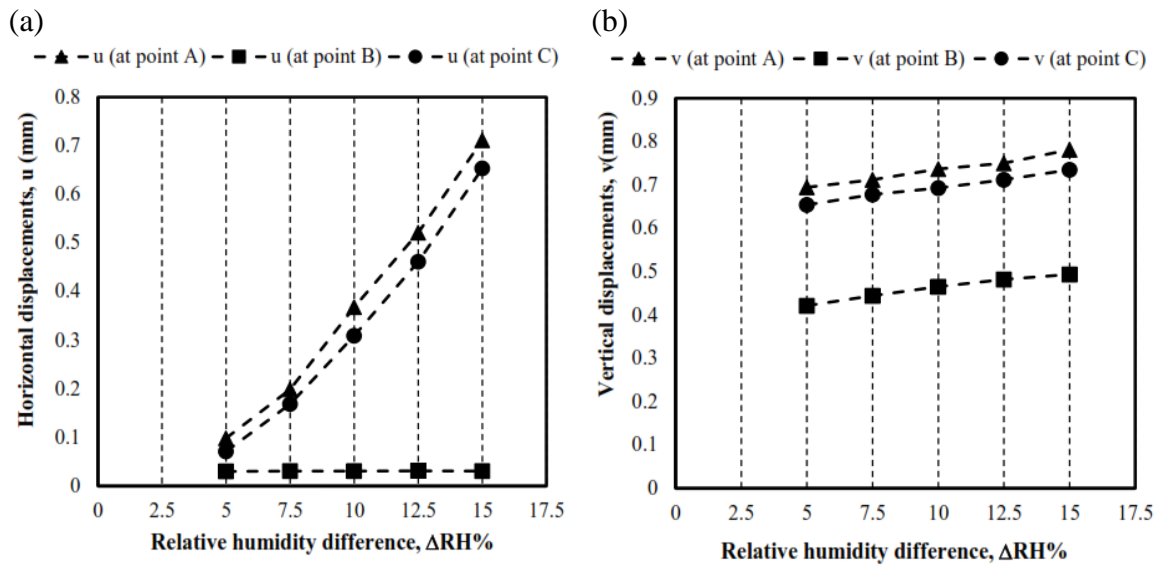 (a)
u (at point A) u (at point B) u (at point C)
0.8
0.7
0.6
0.5
0.4
0.3
0.2
0.1
0
Horizontal displacements, u (mm)
0 2.5 5 7.5 10 12.5 15 17.5
Relative humidity difference, ΔRH%
(b)
v (at point A) v (at point B) v (at point C)
0.9
0.8
0.7
0.6
0.5
0.4
0.3
0.2
0.1
0
Vertical displacements, v(mm)
0 2.5 5 7.5 10 12.5 15 17.5
Relative humidity difference, ΔRH%